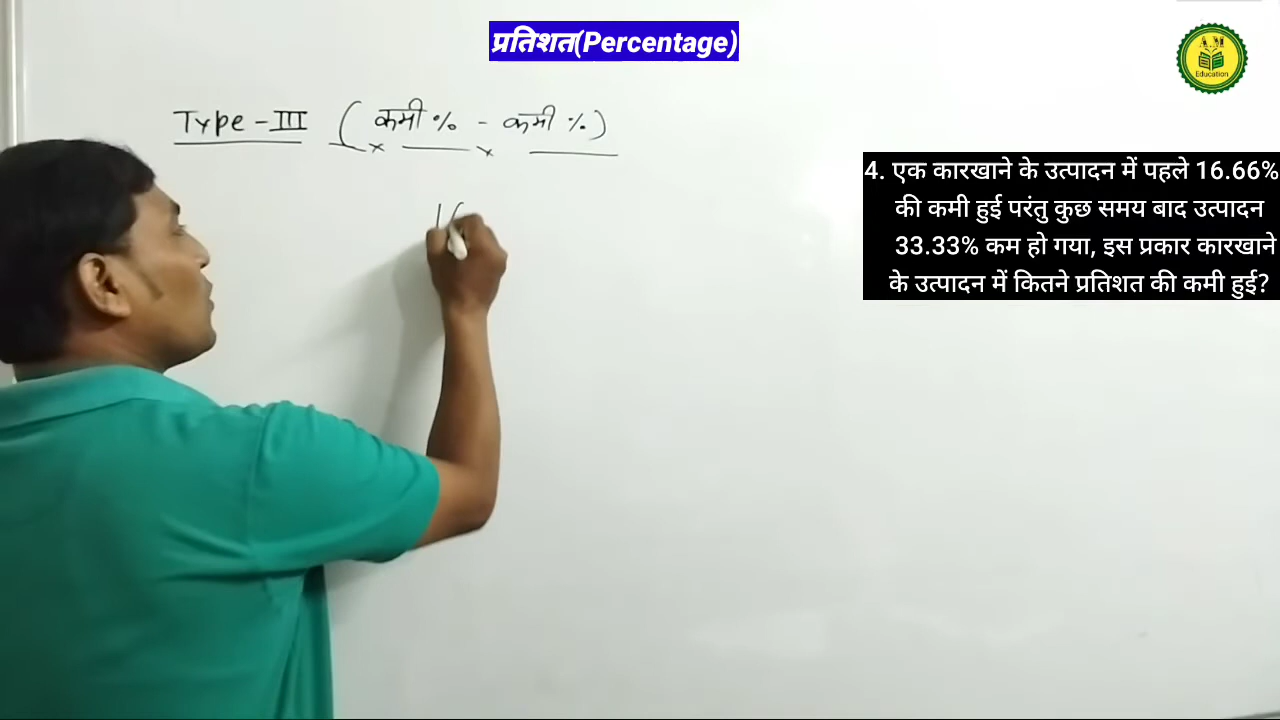 प्रतिशत(Percentage)
Education
Type-III (कमी % - कमी %)
4. एक कारखाने के उत्पादन में पहले 16.66%
की कमी हुई परंतु कुछ समय बाद उत्पादन
33.33% कम हो गया, इस प्रकार कारखाने
के उत्पादन में कितने प्रतिशत की कमी हुई?